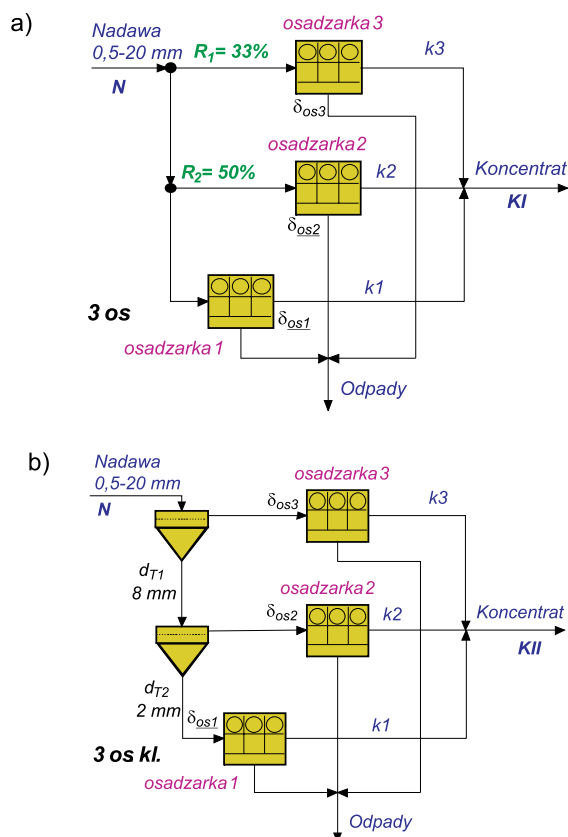 a)
Nadawa
0,5-20 mm
N
R₁= 33%
osadzarka 3
k3
δos3
R₂= 50%
osadzarka 2
k2
Koncentrat
KI
δos2
k1
3 os
δos1
osadzarka 1
Odpady
b)
Nadawa
0,5-20 mm
N
osadzarka 3
δos3
k3
dT1
8 mm
osadzarka 2
δos2
k2
Koncentrat
KII
dT2
2 mm
δos1
k1
3 os kl.
osadzarka 1
Odpady